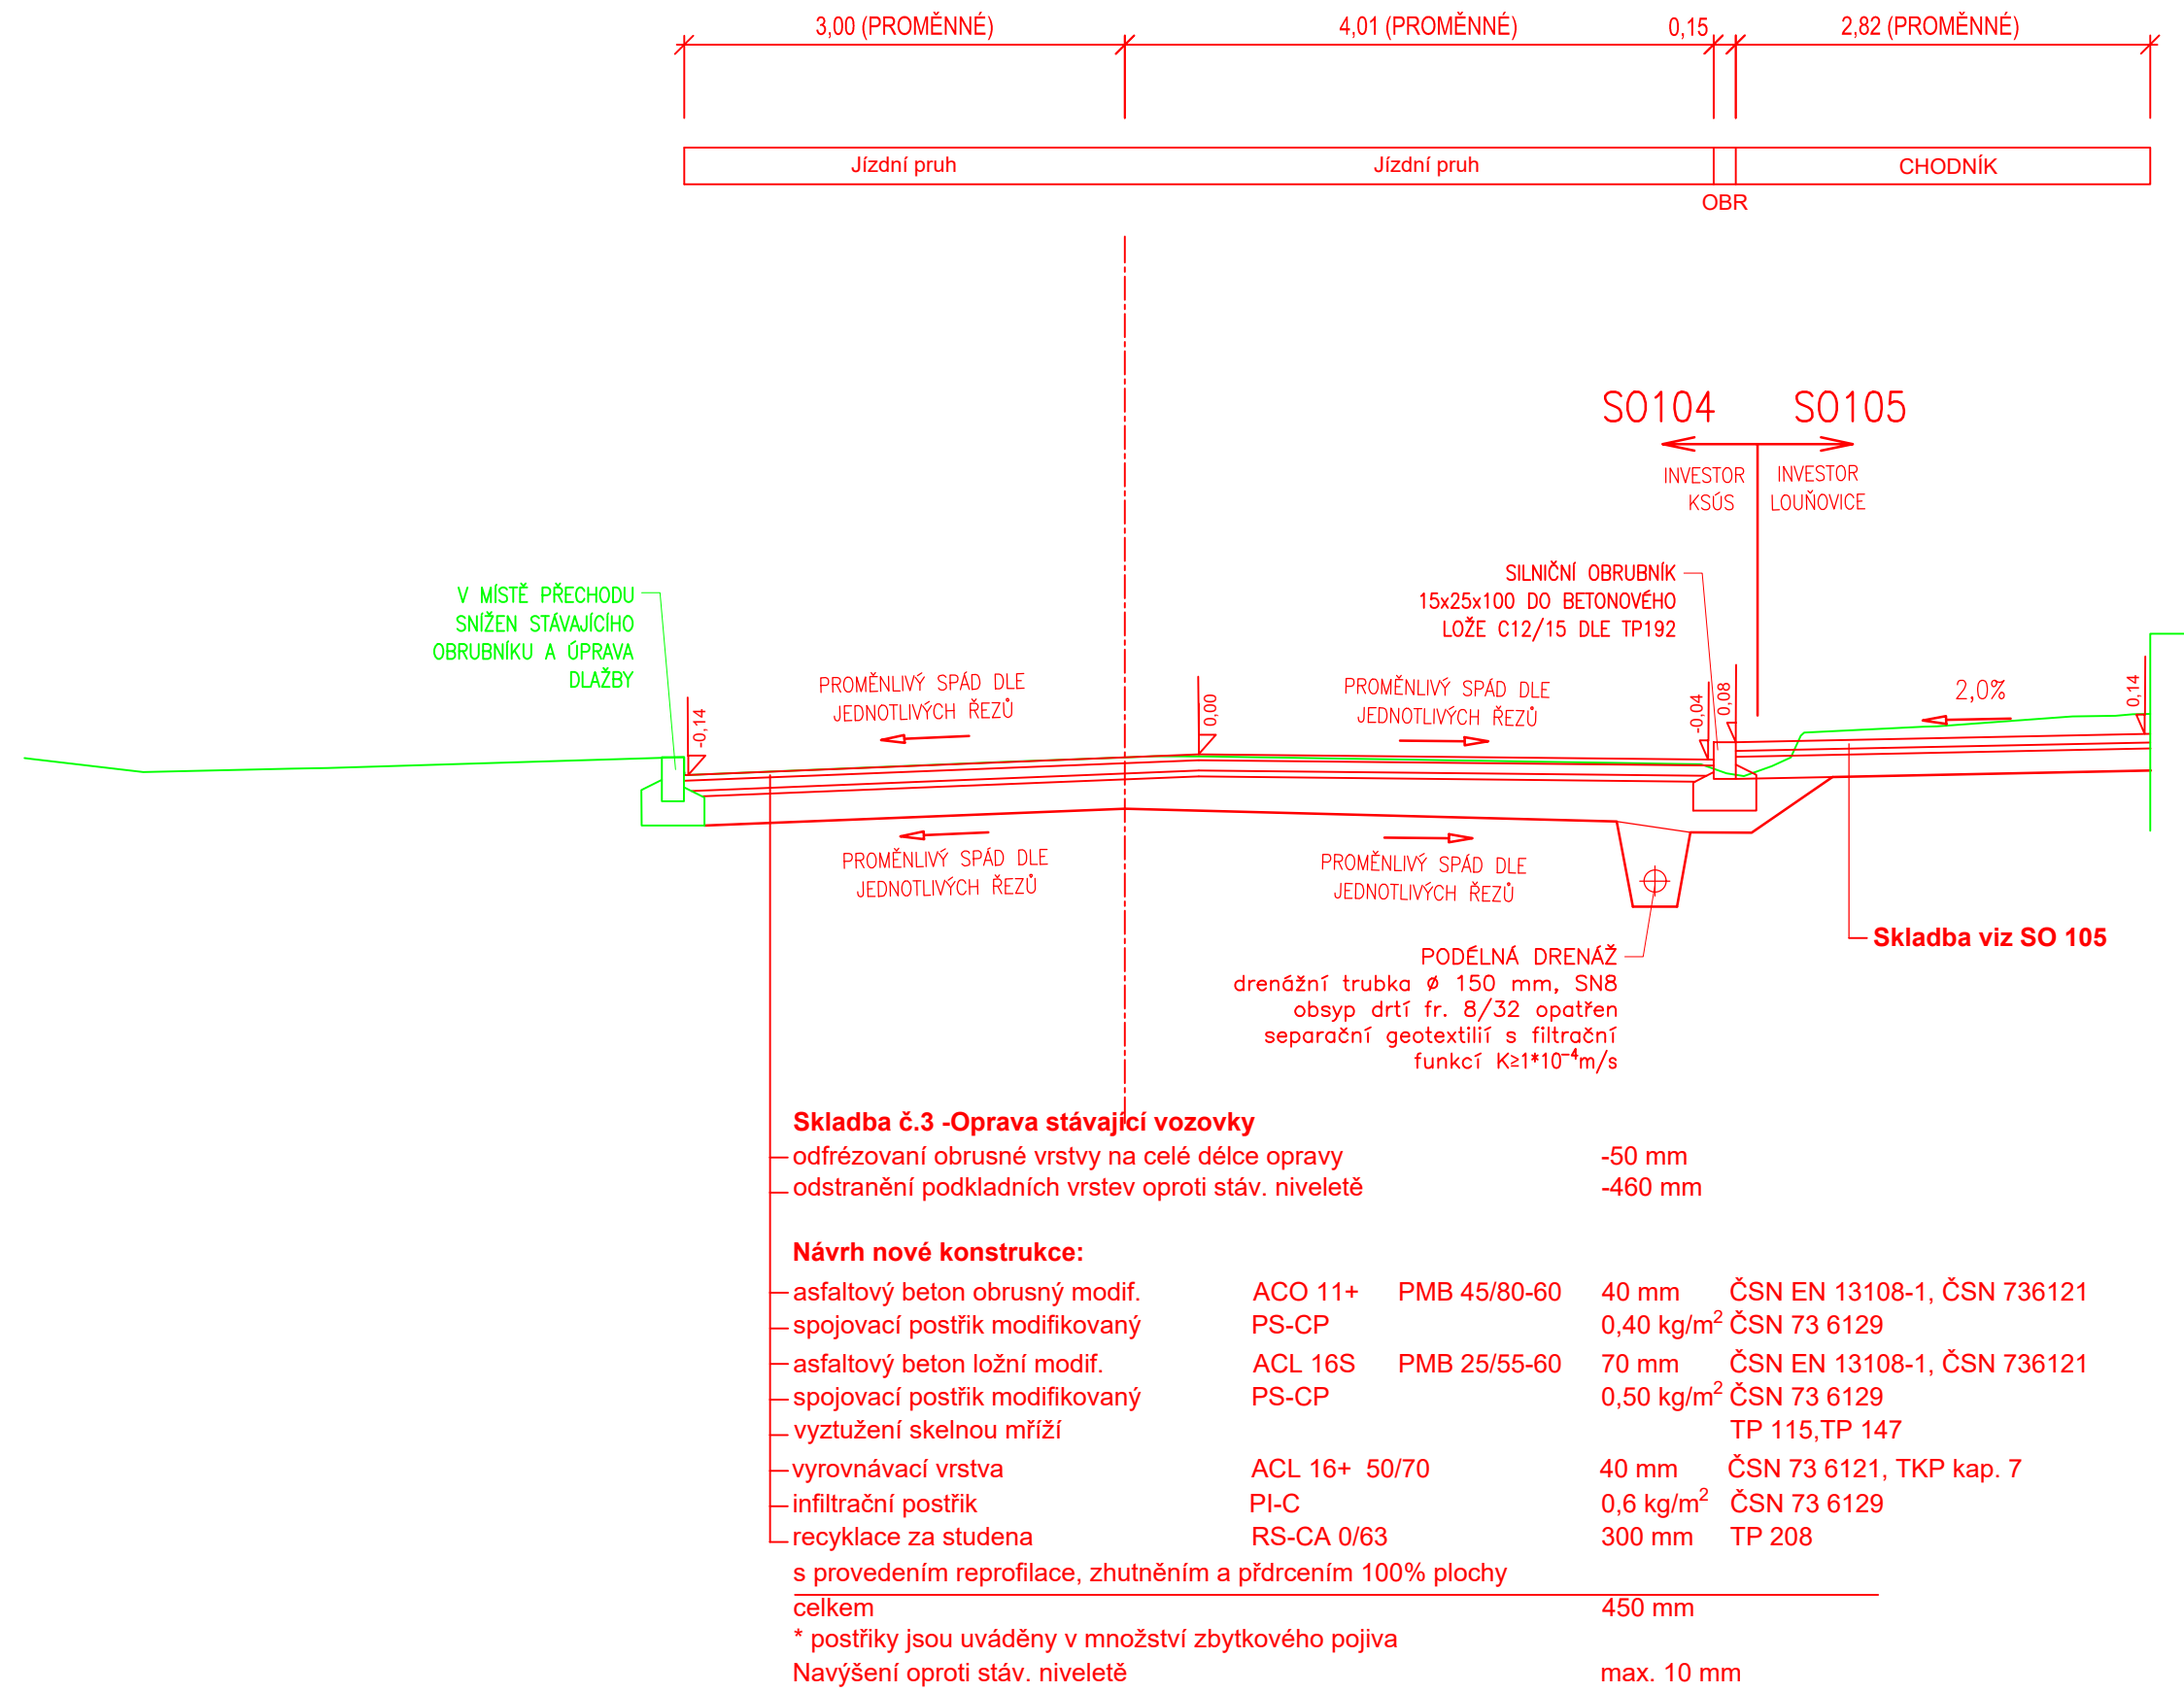 3,00 (PROMĚNNÉ)
4,01 (PROMĚNNÉ)
0,15
2,82 (PROMĚNNÉ)
Jízdní pruh
Jízdní pruh
CHODNÍK
OBR
SO104
SO105
INVESTOR
KSÚS
INVESTOR
LOUŇOVICE
SILNIČNÍ OBRUBNÍK
15x25x100 DO BETONOVÉHO
LOŽE C12/15 DLE TP192
V MÍSTĚ PŘECHODU
SNÍŽEN STÁVAJÍCÍHO
OBRUBNÍKU A ÚPRAVA
DLAŽBY
PROMĚNLIVÝ SPÁD DLE
JEDNOTLIVÝCH ŘEZŮ
PROMĚNLIVÝ SPÁD DLE
JEDNOTLIVÝCH ŘEZŮ
-0,14
0,00
-0,04
0,08
2,0%
0,14
PROMĚNLIVÝ SPÁD DLE
JEDNOTLIVÝCH ŘEZŮ
PROMĚNLIVÝ SPÁD DLE
JEDNOTLIVÝCH ŘEZŮ
Skladba viz SO 105
PODÉLNÁ DRENÁŽ
drenážní trubka ø 150 mm, SN8
obsyp drtí fr. 8/32 opatřen
separační geotextilií s filtrační
funkcí K≥1*10⁻⁴m/s
Skladba č.3 -Oprava stávající vozovky
odfrézovaní obrusné vrstvy na celé délce opravy -50 mm
odstranění podkladních vrstev oproti stáv. niveletě -460 mm
Návrh nové konstrukce:
asfaltový beton obrusný modif. ACO 11+ PMB 45/80-60 40 mm ČSN EN 13108-1, ČSN 736121
spojovací postřik modifikovaný PS-CP 0,40 kg/m² ČSN 73 6129
asfaltový beton ložní modif. ACL 16S PMB 25/55-60 70 mm ČSN EN 13108-1, ČSN 736121
spojovací postřik modifikovaný PS-CP 0,50 kg/m² ČSN 73 6129
vyztužení skelnou mříží TP 115,TP 147
vyrovnávací vrstva ACL 16+ 50/70 40 mm ČSN 73 6121, TKP kap. 7
infiltrační postřik PI-C 0,6 kg/m² ČSN 73 6129
recyklace za studena RS-CA 0/63 300 mm TP 208
s provedením reprofilace, zhutněním a přdrcením 100% plochy
celkem 450 mm
* postřiky jsou uváděny v množství zbytkového pojiva
Navýšení oproti stáv. niveletě max. 10 mm